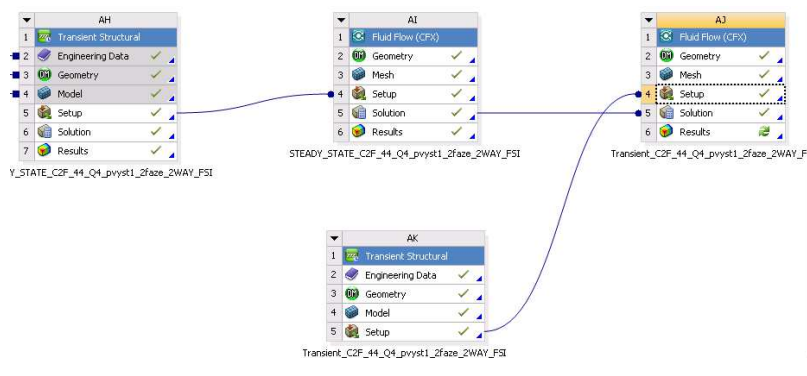 AH
1 Transient Structural
2 Engineering Data
3 Geometry
4 Model
5 Setup
6 Solution
7 Results
Y_STATE_C2F_44_Q4_pvyst1_2faze_2WAY_FSI
AI
1 Fluid Flow (CFX)
2 Geometry
3 Mesh
4 Setup
5 Solution
6 Results
STEADY_STATE_C2F_44_Q4_pvyst1_2faze_2WAY_FSI
AJ
1 Fluid Flow (CFX)
2 Geometry
3 Mesh
4 Setup
5 Solution
6 Results
Transient_C2F_44_Q4_pvyst1_2faze_2WAY_F
AK
1 Transient Structural
2 Engineering Data
3 Geometry
4 Model
5 Setup
Transient_C2F_44_Q4_pvyst1_2faze_2WAY_FSI